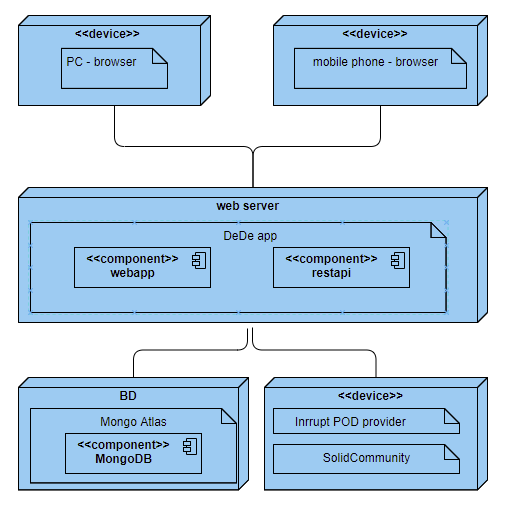 <<device>>
PC - browser
<<device>>
mobile phone - browser
web server
DeDe app
<<component>>
webapp
<<component>>
restapi
BD
Mongo Atlas
<<component>>
MongoDB
<<device>>
Inrrupt POD provider
SolidCommunity